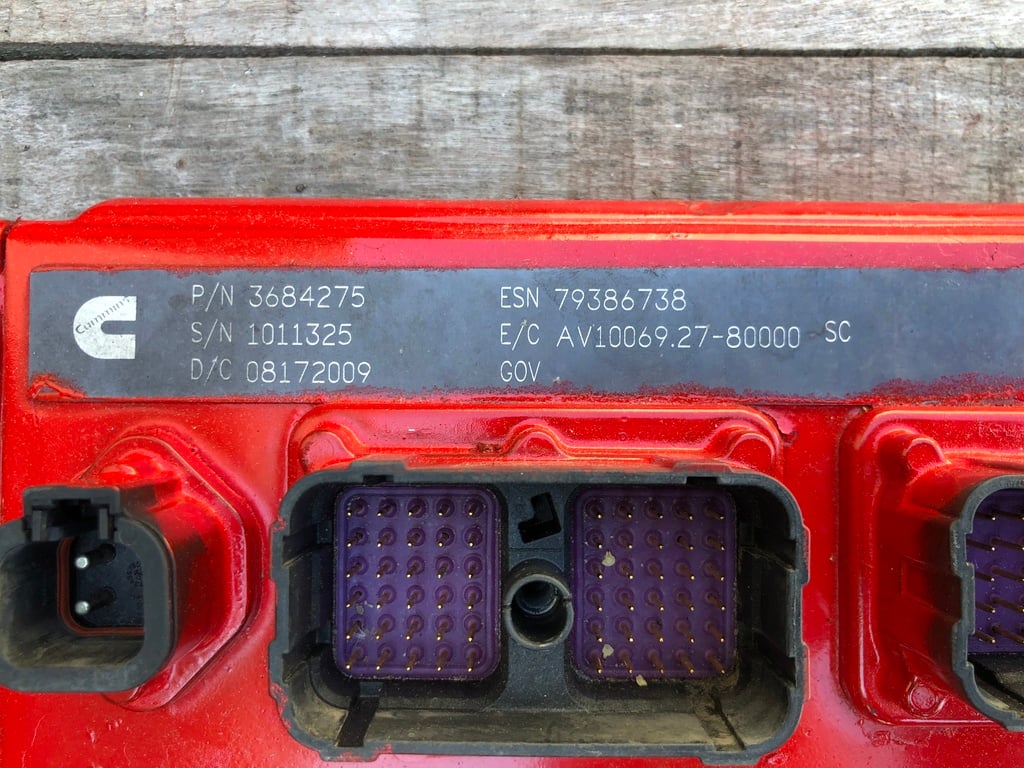 Cummins
P/N 3684275
S/N 1011325
D/C 08172009
ESN 79386738
E/C AV10069.27-80000 SC
GOV